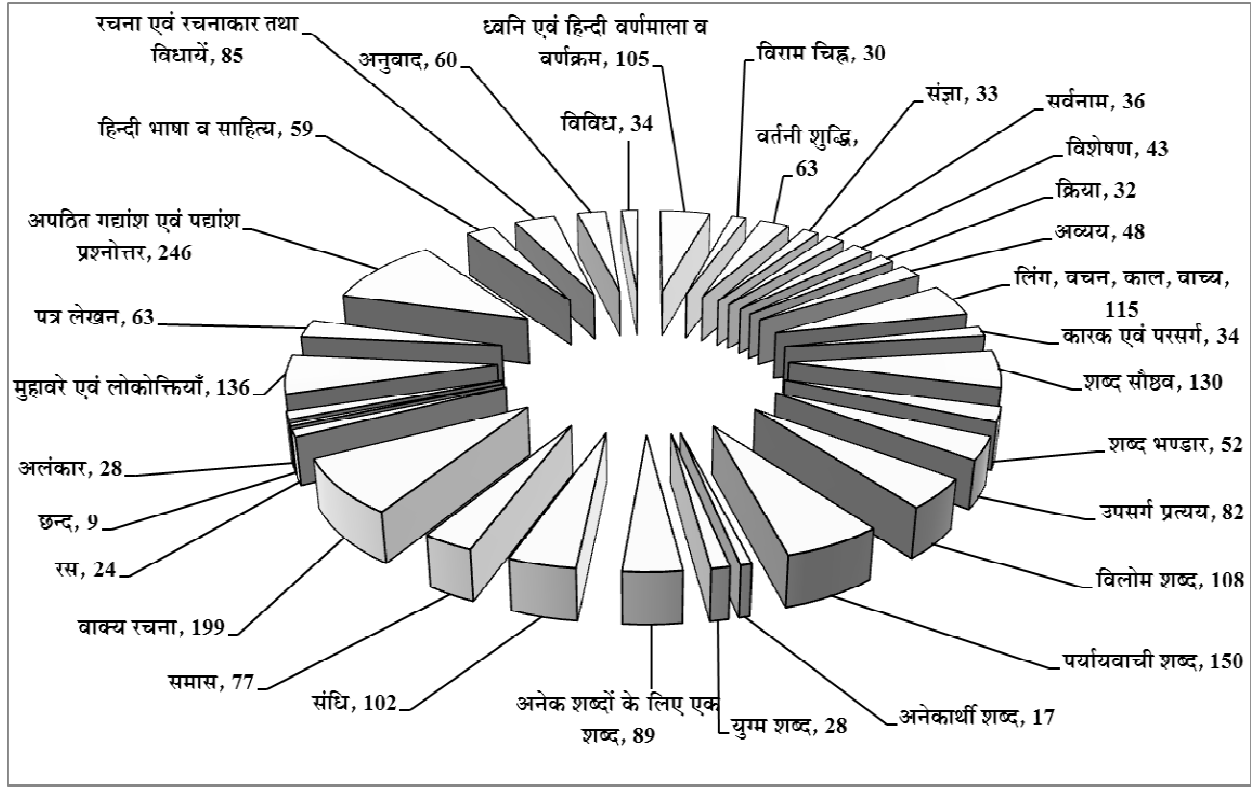 ध्वनि एवं हिन्दी वर्णमाला व
वर्णक्रम, 105
विराम चिह्न, 30
वर्तनी शुद्धि,
63
संज्ञा, 33
सर्वनाम, 36
विशेषण, 43
क्रिया, 32
अव्यय, 48
लिंग, वचन, काल, वाच्य,
115
कारक एवं परसर्ग, 34
शब्द सौष्ठव, 130
शब्द भण्डार, 52
उपसर्ग प्रत्यय, 82
विलोम शब्द, 108
पर्यायवाची शब्द, 150
अनेकार्थी शब्द, 17
युग्म शब्द, 28
अनेक शब्दों के लिए एक
शब्द, 89
संधि, 102
समास, 77
वाक्य रचना, 199
रस, 24
छन्द, 9
अलंकार, 28
मुहावरे एवं लोकोक्तियाँ, 136
पत्र लेखन, 63
अपठित गद्यांश एवं पद्यांश
प्रश्नोत्तर, 246
हिन्दी भाषा व साहित्य, 59
रचना एवं रचनाकार तथा
विधायें, 85
अनुवाद, 60
विविध, 34